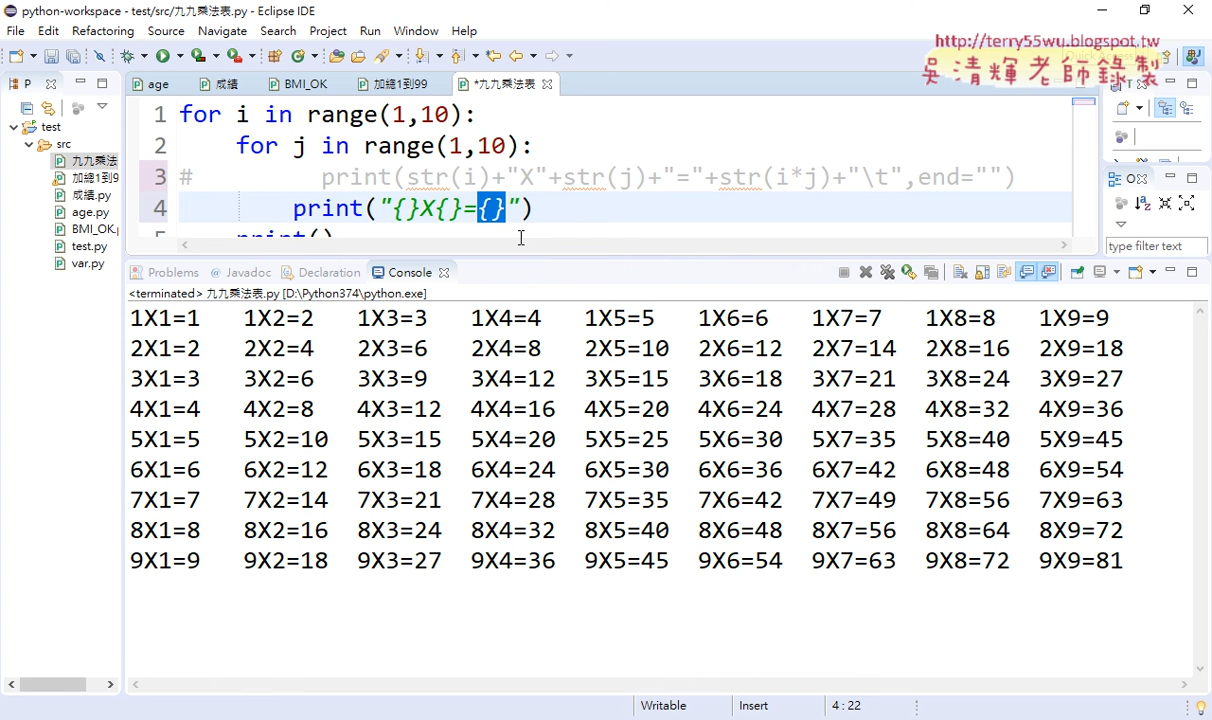 python-workspace - test/src/九九乘法表.py - Eclipse IDE
File Edit Refactoring Source Navigate Search Project Run Window Help
http://terry55wu.blogspot.tw
吳清輝老師錄製
P
age 成績 BMI_OK 加總1到99 *九九乘法表
test
src
九九乘法
加總1到9
成績.py
age.py
BMI_OK.
test.py
var.py
1 for i in range(1,10):
2 for j in range(1,10):
3 # print(str(i)+"X"+str(j)+"="+str(i*j)+"\t",end="")
4 print("{}X{}={}")
5 print()
O
type filter text
Problems Javadoc Declaration Console
<terminated> 九九乘法表.py [D:\Python374\python.exe]
1X1=1 1X2=2 1X3=3 1X4=4 1X5=5 1X6=6 1X7=7 1X8=8 1X9=9
2X1=2 2X2=4 2X3=6 2X4=8 2X5=10 2X6=12 2X7=14 2X8=16 2X9=18
3X1=3 3X2=6 3X3=9 3X4=12 3X5=15 3X6=18 3X7=21 3X8=24 3X9=27
4X1=4 4X2=8 4X3=12 4X4=16 4X5=20 4X6=24 4X7=28 4X8=32 4X9=36
5X1=5 5X2=10 5X3=15 5X4=20 5X5=25 5X6=30 5X7=35 5X8=40 5X9=45
6X1=6 6X2=12 6X3=18 6X4=24 6X5=30 6X6=36 6X7=42 6X8=48 6X9=54
7X1=7 7X2=14 7X3=21 7X4=28 7X5=35 7X6=42 7X7=49 7X8=56 7X9=63
8X1=8 8X2=16 8X3=24 8X4=32 8X5=40 8X6=48 8X7=56 8X8=64 8X9=72
9X1=9 9X2=18 9X3=27 9X4=36 9X5=45 9X6=54 9X7=63 9X8=72 9X9=81
Writable Insert 4 : 22